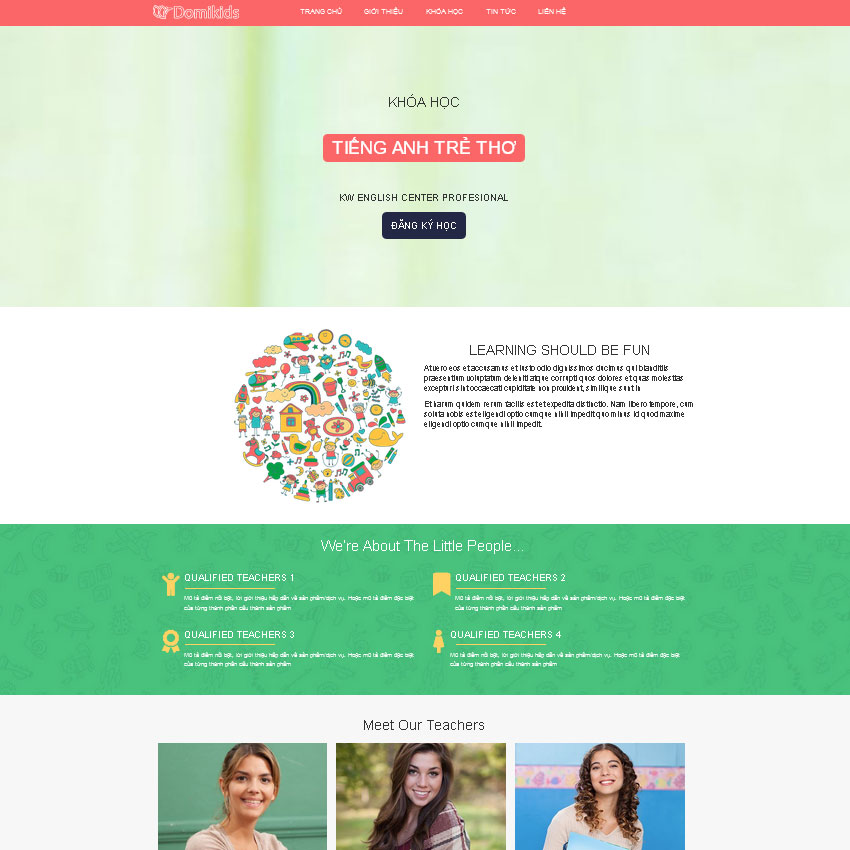 Domikids
TRANG CHỦ GIỚI THIỆU KHÓA HỌC TIN TỨC LIÊN HỆ
KHÓA HỌC
TIẾNG ANH TRẺ THƠ
KW ENGLISH CENTER PROFESIONAL
ĐĂNG KÝ HỌC
LEARNING SHOULD BE FUN
At vero eos et accusamus et iusto odio dignissimos ducimus qui blanditiis
praesentium voluptatum deleniti atque corrupti quos dolores et quas molestias
excepturi sint occaecati cupiditate non provident, similique sunt in
Et harum quidem rerum facilis est et expedita distinctio. Nam libero tempore, cum
soluta nobis est eligendi optio cumque nihil impedit quo minus id quod maxime
eligendi optio cumque nihil impedit.
We're About The Little People...
QUALIFIED TEACHERS 1
Mô tả điểm nổi bật, lời giới thiệu hấp dẫn về sản phẩm/dịch vụ. Hoặc mô tả điểm đặc biệt
của từng thành phần cấu thành sản phẩm
QUALIFIED TEACHERS 2
Mô tả điểm nổi bật, lời giới thiệu hấp dẫn về sản phẩm/dịch vụ. Hoặc mô tả điểm đặc biệt
của từng thành phần cấu thành sản phẩm
QUALIFIED TEACHERS 3
Mô tả điểm nổi bật, lời giới thiệu hấp dẫn về sản phẩm/dịch vụ. Hoặc mô tả điểm đặc biệt
của từng thành phần cấu thành sản phẩm
QUALIFIED TEACHERS 4
Mô tả điểm nổi bật, lời giới thiệu hấp dẫn về sản phẩm/dịch vụ. Hoặc mô tả điểm đặc biệt
của từng thành phần cấu thành sản phẩm
Meet Our Teachers